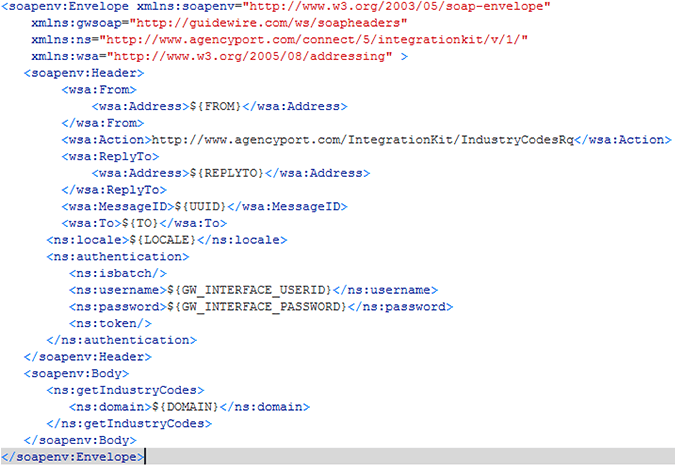 <soapenv:Envelope xmlns:soapenv="http://www.w3.org/2003/05/soap-envelope"
xmlns:gwsoap="http://guidewire.com/ws/soapheaders"
xmlns:ns="http://www.agencyport.com/connect/5/integrationkit/v/1/"
xmlns:wsa="http://www.w3.org/2005/08/addressing" >
<soapenv:Header>
<wsa:From>
<wsa:Address>${FROM}</wsa:Address>
</wsa:From>
<wsa:Action>http://www.agencyport.com/IntegrationKit/IndustryCodesRq</wsa:Action>
<wsa:ReplyTo>
<wsa:Address>${REPLYTO}</wsa:Address>
</wsa:ReplyTo>
<wsa:MessageID>${UUID}</wsa:MessageID>
<wsa:To>${TO}</wsa:To>
<ns:locale>${LOCALE}</ns:locale>
<ns:authentication>
<ns:isbatch/>
<ns:username>${GW_INTERFACE_USERID}</ns:username>
<ns:password>${GW_INTERFACE_PASSWORD}</ns:password>
<ns:token/>
</ns:authentication>
</soapenv:Header>
<soapenv:Body>
<ns:getIndustryCodes>
<ns:domain>${DOMAIN}</ns:domain>
</ns:getIndustryCodes>
</soapenv:Body>
</soapenv:Envelope>